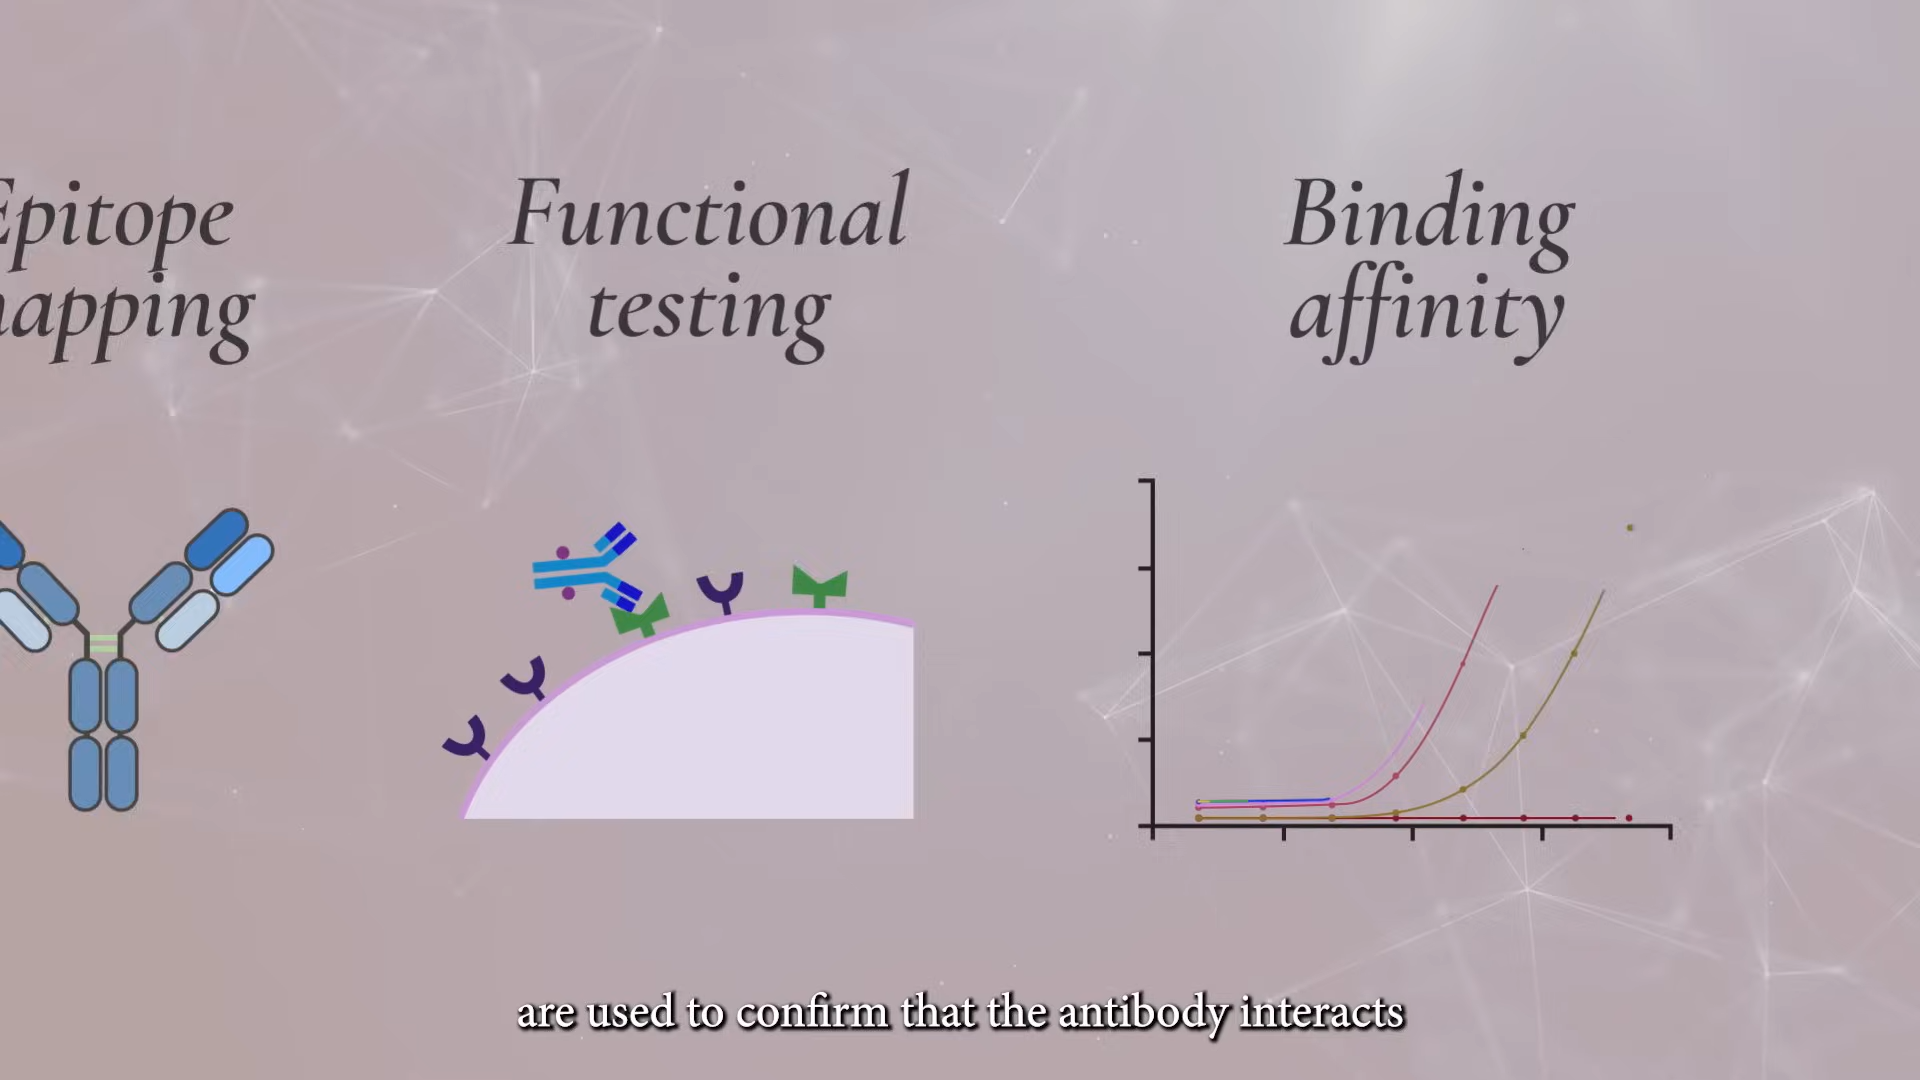 Epitope
mapping
Functional
testing
Binding
affinity
are used to confirm that the antibody interacts